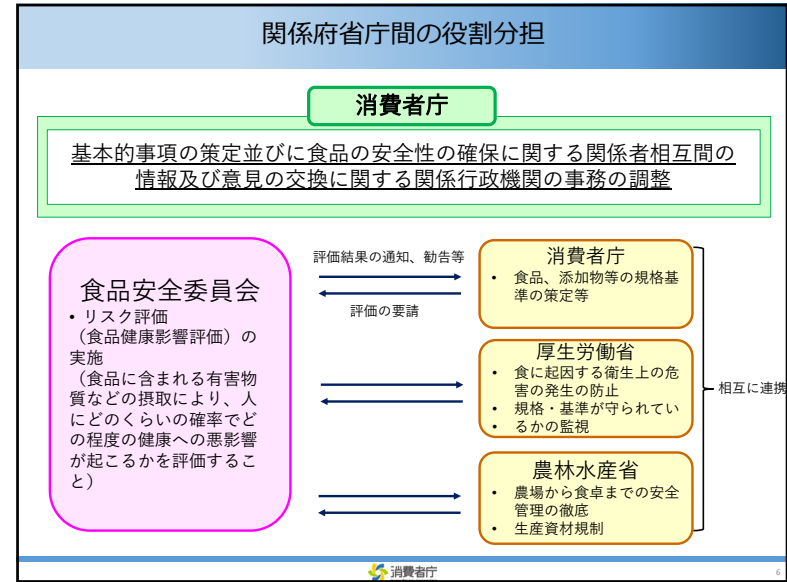 関係府省庁間の役割分担
消費者庁
基本的事項の策定並びに食品の安全性の確保に関する関係者相互間の
情報及び意見の交換に関する関係行政機関の事務の調整
食品安全委員会
• リスク評価
（食品健康影響評価）の
実施
（食品に含まれる有害物
質などの摂取により、人
にどのくらいの確率でど
の程度の健康への悪影響
が起こるかを評価するこ
と）
評価結果の通知、勧告等
評価の要請
消費者庁
• 食品、添加物等の規格基
準の策定等
厚生労働省
• 食に起因する衛生上の危
害の発生の防止
• 規格・基準が守られてい
• るかの監視
農林水産省
• 農場から食卓までの安全
管理の徹底
• 生産資材規制
相互に連携
消費者庁
6